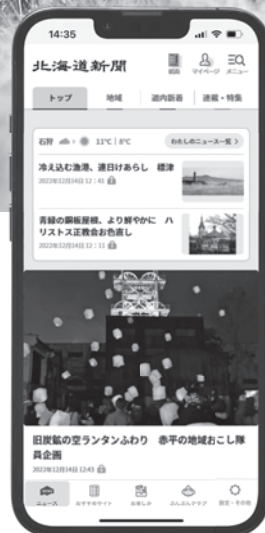 14:35
北海道新聞
紙面
マイページ
メニュー
トップ
地域
道内新着
連載・特集
石狩
11℃ | 8℃
わたしのニュース一覧 >
冷え込む漁港、連日けあらし 標津
2022年12月14日 12:41
青緑の銅板屋根、より鮮やかに ハ
リストス正教会お色直し
2022年12月14日 12:11
旧炭鉱の空ランタンふわり 赤平の地域おこし隊
員企画
2022年12月14日 12:43
ニュース
おすすめサイト
お楽しみ
ぶんぶんクラブ
設定・その他